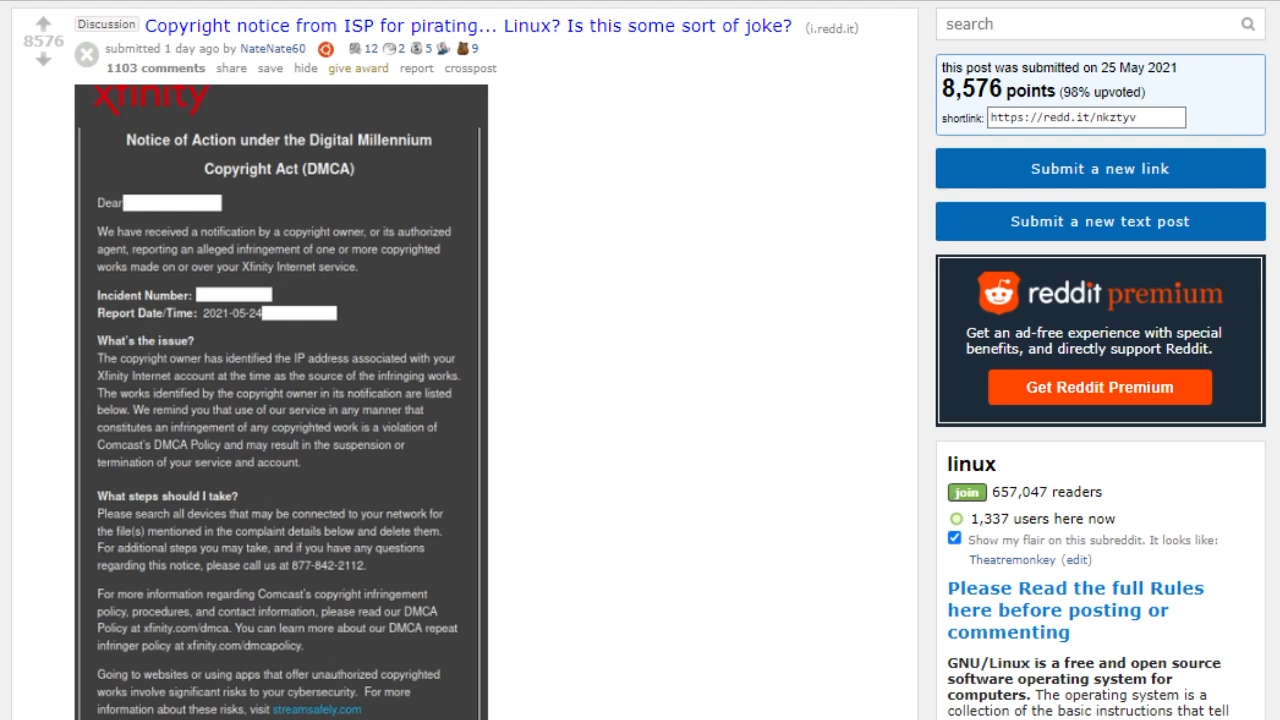 Discussion Copyright notice from ISP for pirating... Linux? Is this some sort of joke? (i.redd.it)
8576
submitted 1 day ago by NateNate60 12 2 5 9
1103 comments share save hide give award report crosspost
xfinity
Notice of Action under the Digital Millennium
Copyright Act (DMCA)
Dear
We have received a notification by a copyright owner, or its authorized
agent, reporting an alleged infringement of one or more copyrighted
works made on or over your Xfinity Internet service.
Incident Number:
Report Date/Time: 2021-05-24
What's the issue?
The copyright owner has identified the IP address associated with your
Xfinity Internet account at the time as the source of the infringing works.
The works identified by the copyright owner in its notification are listed
below. We remind you that use of our service in any manner that
constitutes an infringement of any copyrighted work is a violation of
Comcast's DMCA Policy and may result in the suspension or
termination of your service and account.
What steps should I take?
Please search all devices that may be connected to your network for
the file(s) mentioned in the complaint details below and delete them.
For additional steps you may take, and if you have any questions
regarding this notice, please call us at 877-842-2112.
For more information regarding Comcast's copyright infringement
policy, procedures, and contact information, please read our DMCA
Policy at xfinity.com/dmca. You can learn more about our DMCA repeat
infringer policy at xfinity.com/dmcapolicy.
Going to websites or using apps that offer unauthorized copyrighted
works involve significant risks to your cybersecurity. For more
information about these risks, visit streamsafely.com
search
this post was submitted on 25 May 2021
8,576 points (98% upvoted)
shortlink: https://redd.it/nkztyv
Submit a new link
Submit a new text post
reddit premium
Get an ad-free experience with special
benefits, and directly support Reddit.
Get Reddit Premium
linux
join 657,047 readers
1,337 users here now
Show my flair on this subreddit. It looks like:
Theatremonkey (edit)
Please Read the full Rules
here before posting or
commenting
GNU/Linux is a free and open source
software operating system for
computers. The operating system is a
collection of the basic instructions that tell